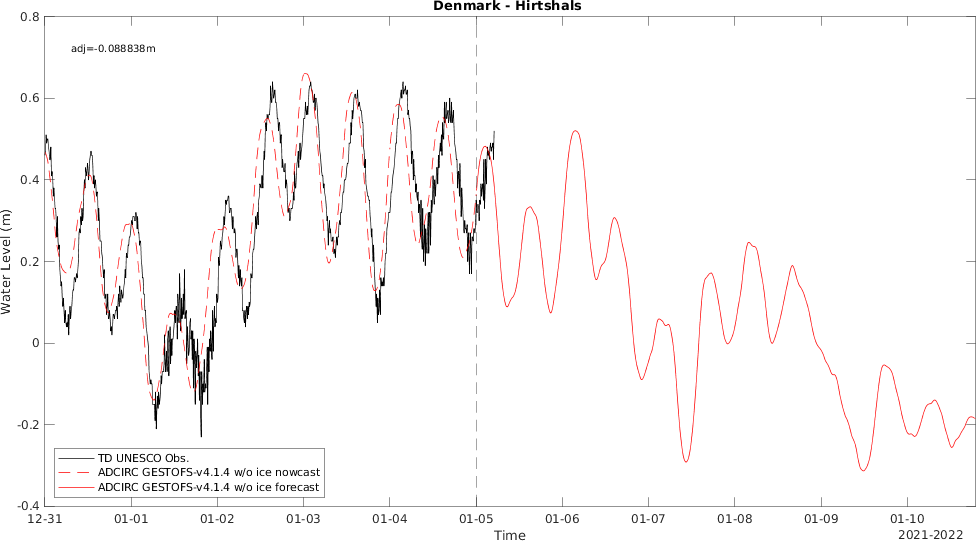 Denmark - Hirtshals
adj=-0.088838m
Water Level (m)
0.8
0.6
0.4
0.2
0
-0.2
-0.4
TD UNESCO Obs.
ADCIRC GESTOFS-v4.1.4 w/o ice nowcast
ADCIRC GESTOFS-v4.1.4 w/o ice forecast
12-31 01-01 01-02 01-03 01-04 01-05 01-06 01-07 01-08 01-09 01-10
Time
2021-2022